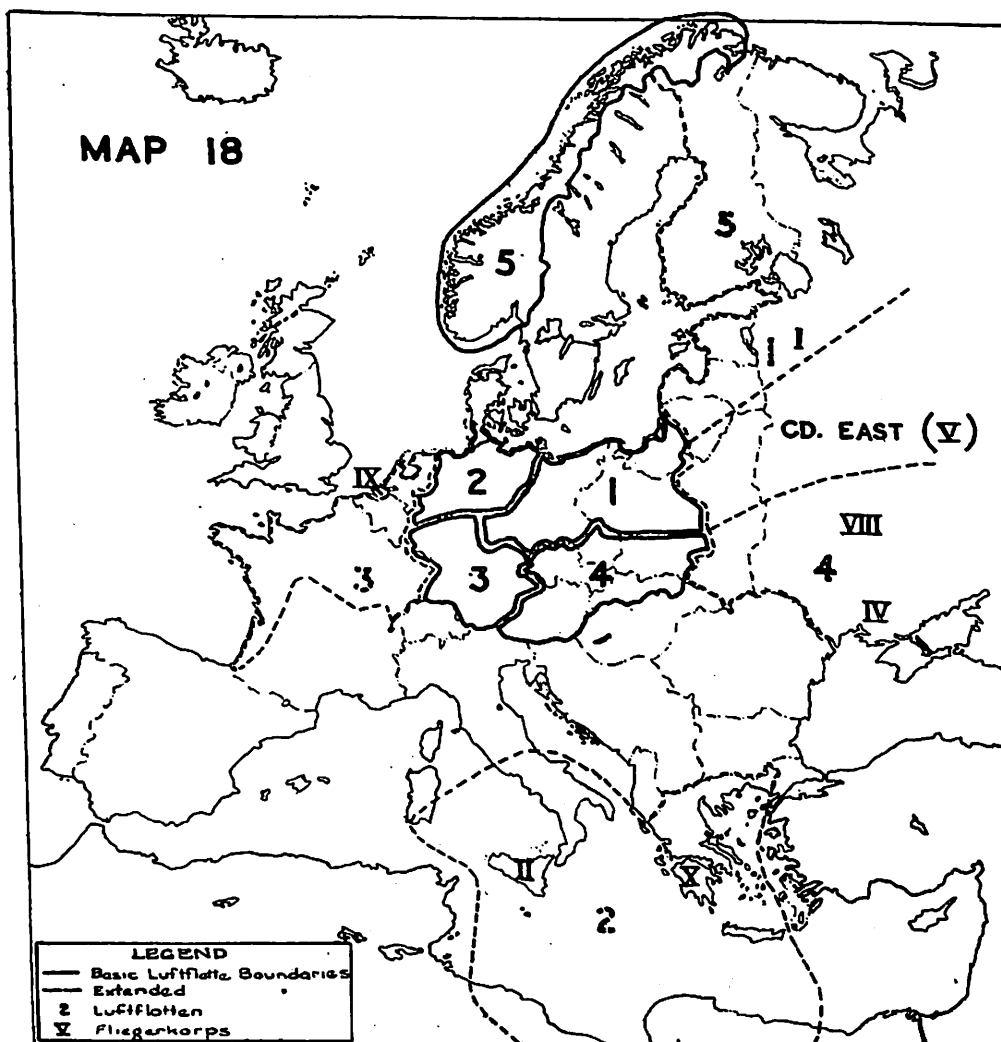 MAP 18
5
5
1 I
CD. EAST (V)
IX
2
1
VIII
3
3
4
4
IV
II
X
2
LEGEND
Basic Luftflotte Boundaries
Extended "
2 Luftflotten
V Fliegerkorps